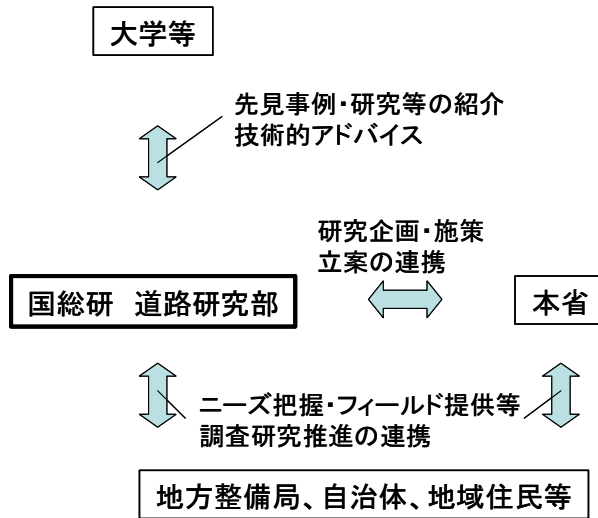 大学等
先見事例・研究等の紹介
技術的アドバイス
研究企画・施策
立案の連携
国総研　道路研究部
本省
ニーズ把握・フィールド提供等
調査研究推進の連携
地方整備局、自治体、地域住民等